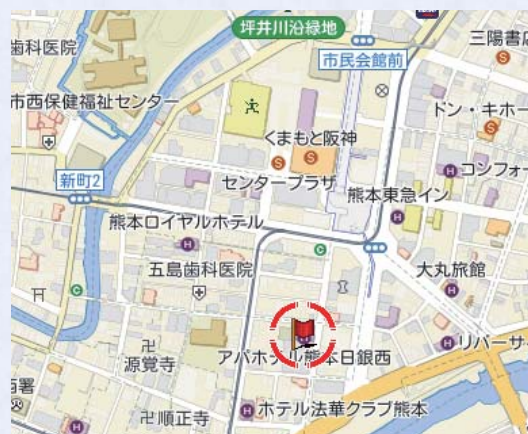 坪井川沿緑地
歯科医院
市民会館前
三陽書店
市西保健福祉センター
ドン・キホー
くまもと阪神
新町2
センタープラザ
コンフォー
熊本東急イン
熊本ロイヤルホテル
五島歯科医院
大丸旅館
リバーサイ
アパホテル熊本日銀西
源覚寺
西署
順正寺
ホテル法華クラブ熊本